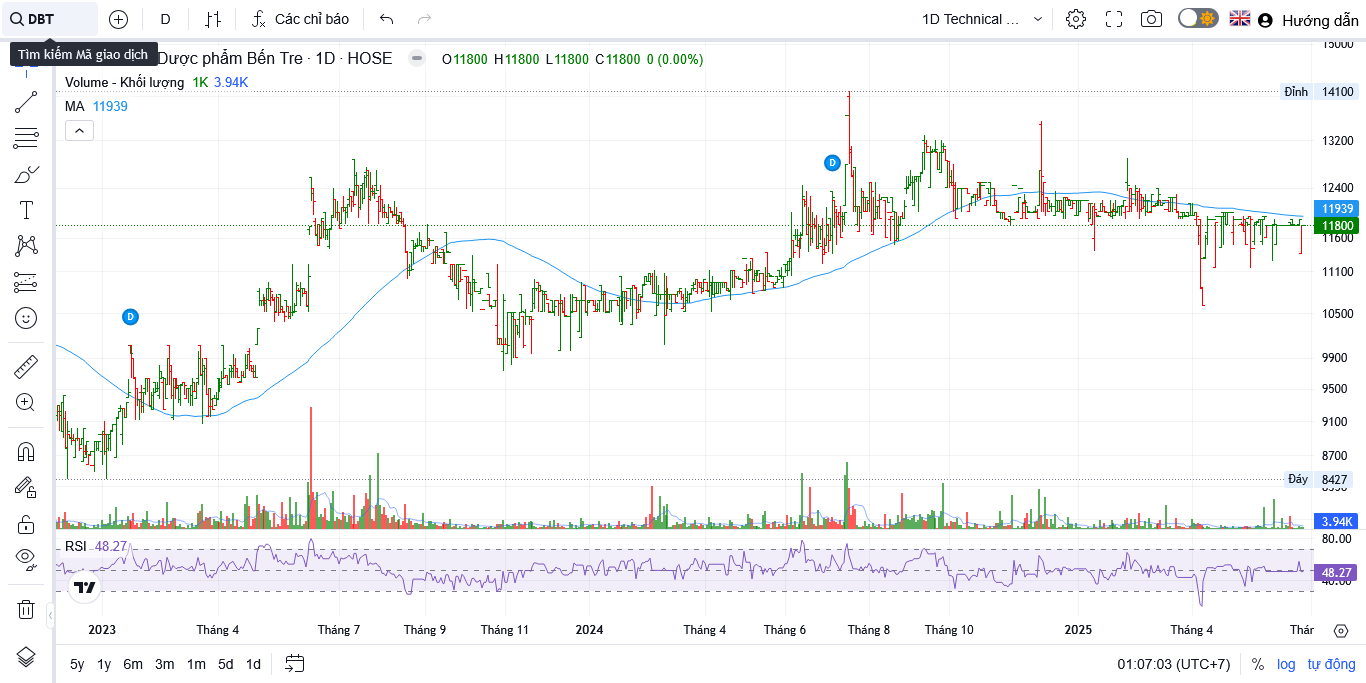 DBT D Các chỉ báo 1D Technical ... Hướng dẫn
Tìm kiếm Mã giao dịch
Dược phẩm Bến Tre · 1D · HOSE O11800 H11800 L11800 C11800 0 (0.00%)
Volume - Khối lượng 1K 3.94K
MA 11939
15000
Đỉnh 14100
13200
12400
11939
11800
11600
11100
10500
9900
9500
9100
8700
Đáy 8427
3.94K
D
D
RSI 48.27
80.00
48.27
40.00
2023 Tháng 4 Tháng 7 Tháng 9 Tháng 11 2024 Tháng 4 Tháng 6 Tháng 8 Tháng 10 2025 Tháng 4 Thár
5y 1y 6m 3m 1m 5d 1d 01:07:03 (UTC+7) % log tự động